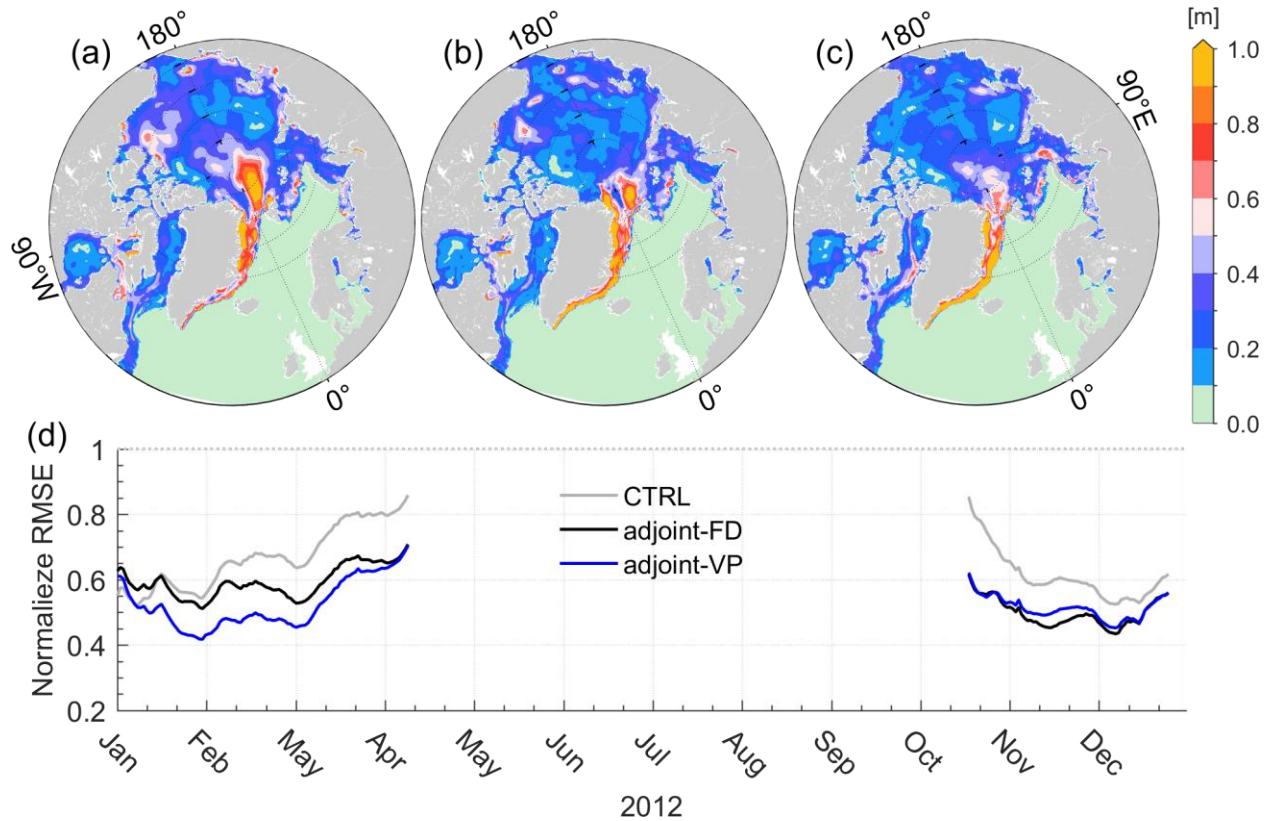 (a) 180° (b) 180° (c) 180° [m]
90°E
90°W
0° 0° 0°
1.0
0.8
0.6
0.4
0.2
0.0
(d)
Normalieze RMSE
1
0.8
0.6
0.4
0.2
CTRL
adjoint-FD
adjoint-VP
Jan Feb May Apr May Jun Jul Aug Sep Oct Nov Dec
2012